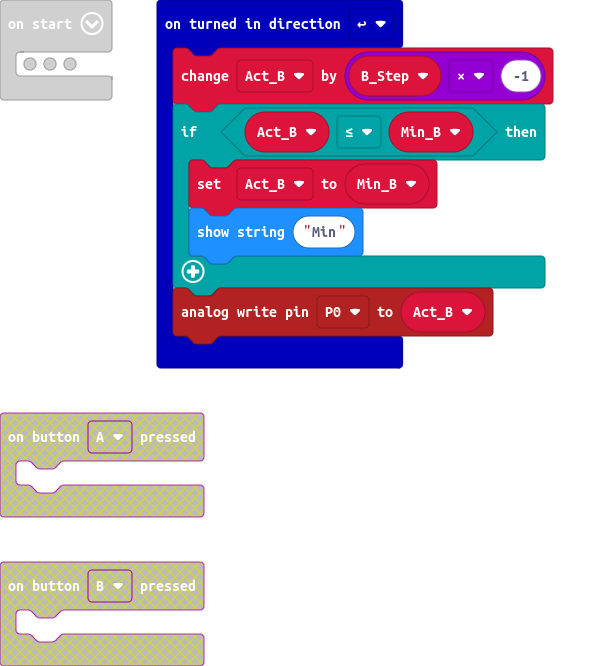 on start
on turned in direction ↩
change Act_B by B_Step × -1
if Act_B ≤ Min_B then
set Act_B to Min_B
show string "Min"
analog write pin P0 to Act_B
on button A pressed
on button B pressed